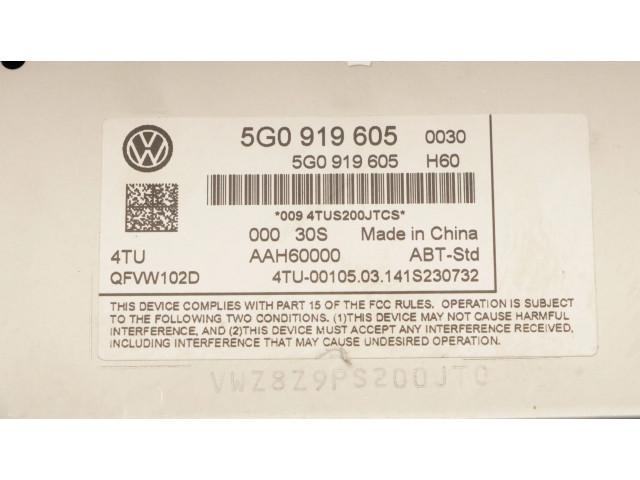 5G0 919 605 0030
5G0 919 605 H60
*009 4TUS200JTCS*
000 30S Made in China
4TU AAH60000 ABT-Std
QFVW102D 4TU-00105.03.141S230732
THIS DEVICE COMPLIES WITH PART 15 OF THE FCC RULES. OPERATION IS SUBJECT
TO THE FOLLOWING TWO CONDITIONS. (1)THIS DEVICE MAY NOT CAUSE HARMFUL
INTERFERENCE, AND (2)THIS DEVICE MUST ACCEPT ANY INTERFERENCE RECEIVED,
INCLUDING INTERFERENCE THAT MAY CAUSE UNDESIRED OPERATION.
VWZ8Z9PS200JTC